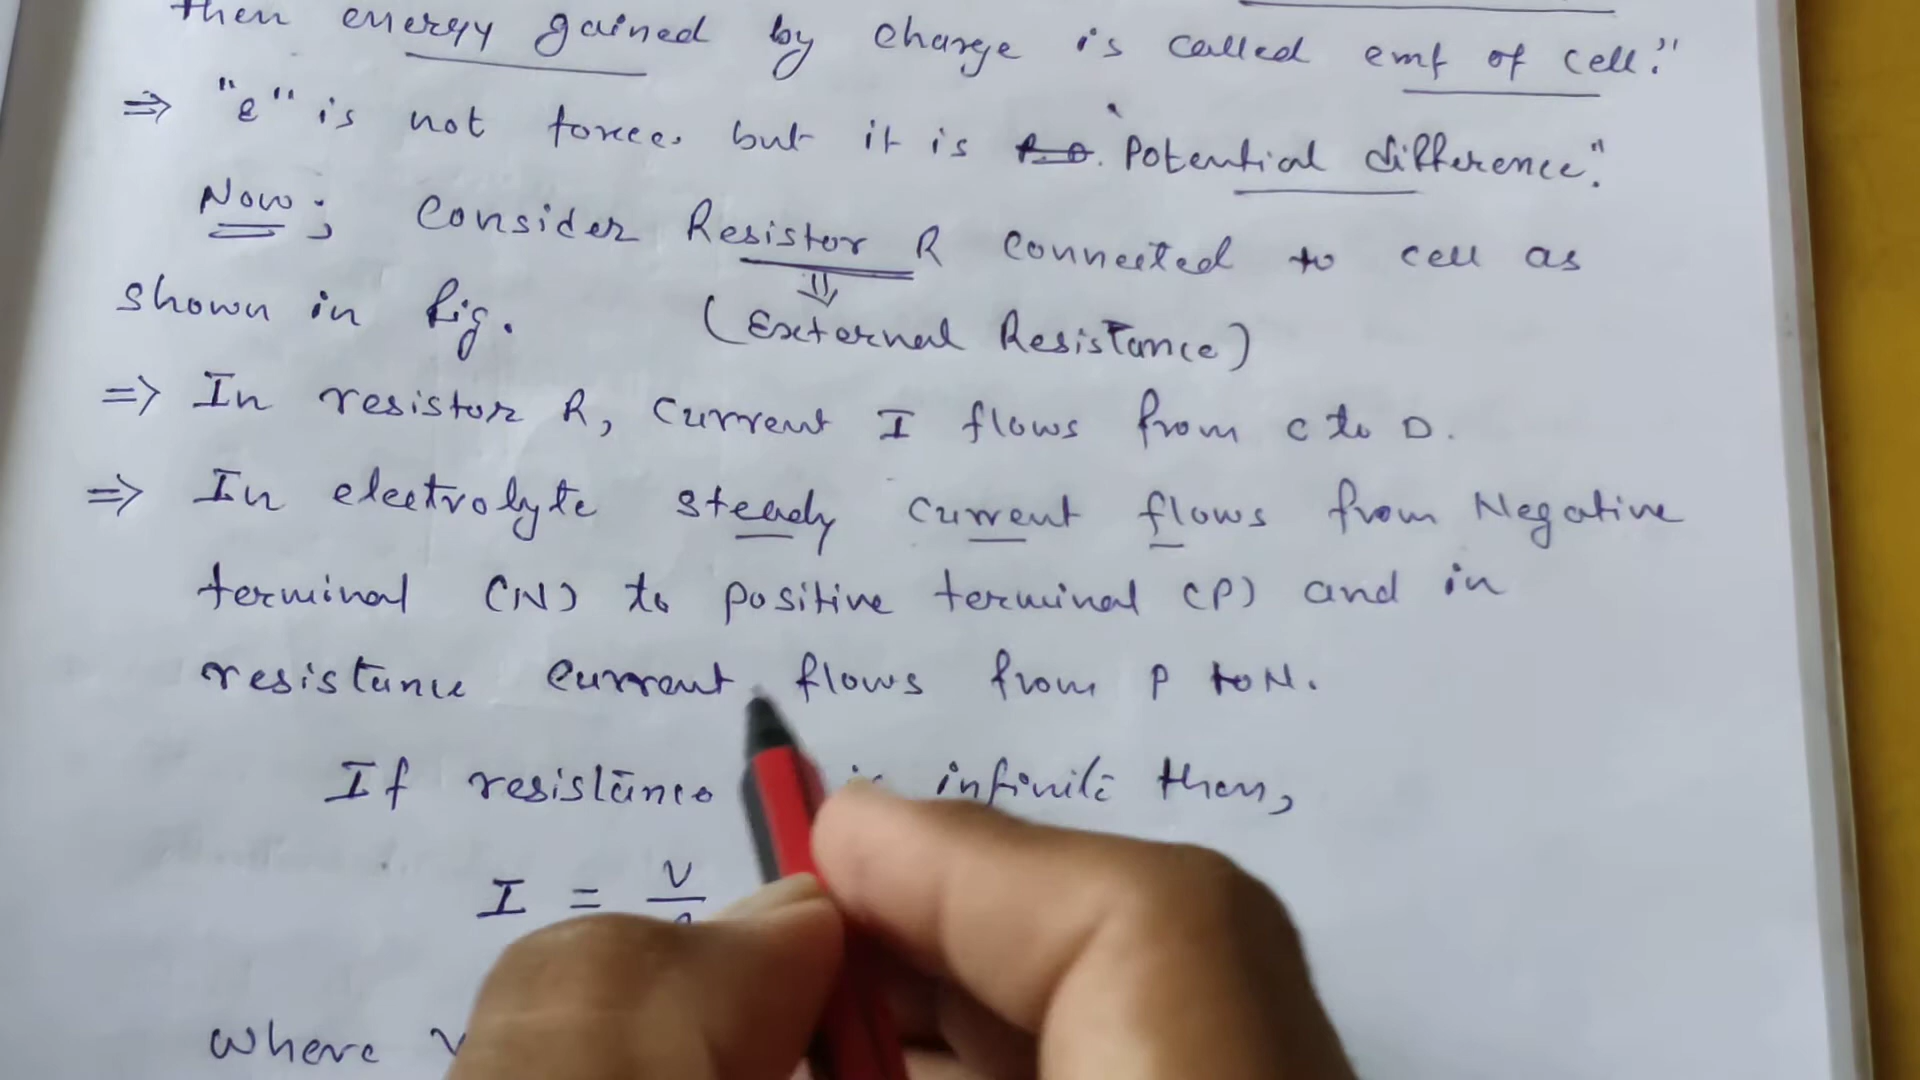 then energy gained by charge is called emf of cell."
⇒ "ε" is not force, but it is "Potential difference."
Now; Consider Resistor R connected to cell as
shown in fig. (External Resistance)
⇒ In resistor R, current I flows from C to D.
⇒ In electrolyte steady current flows from Negative
terminal (N) to positive terminal (P) and in
resistance current flows from P to N.
If resistance is infinite then,
I = V
where